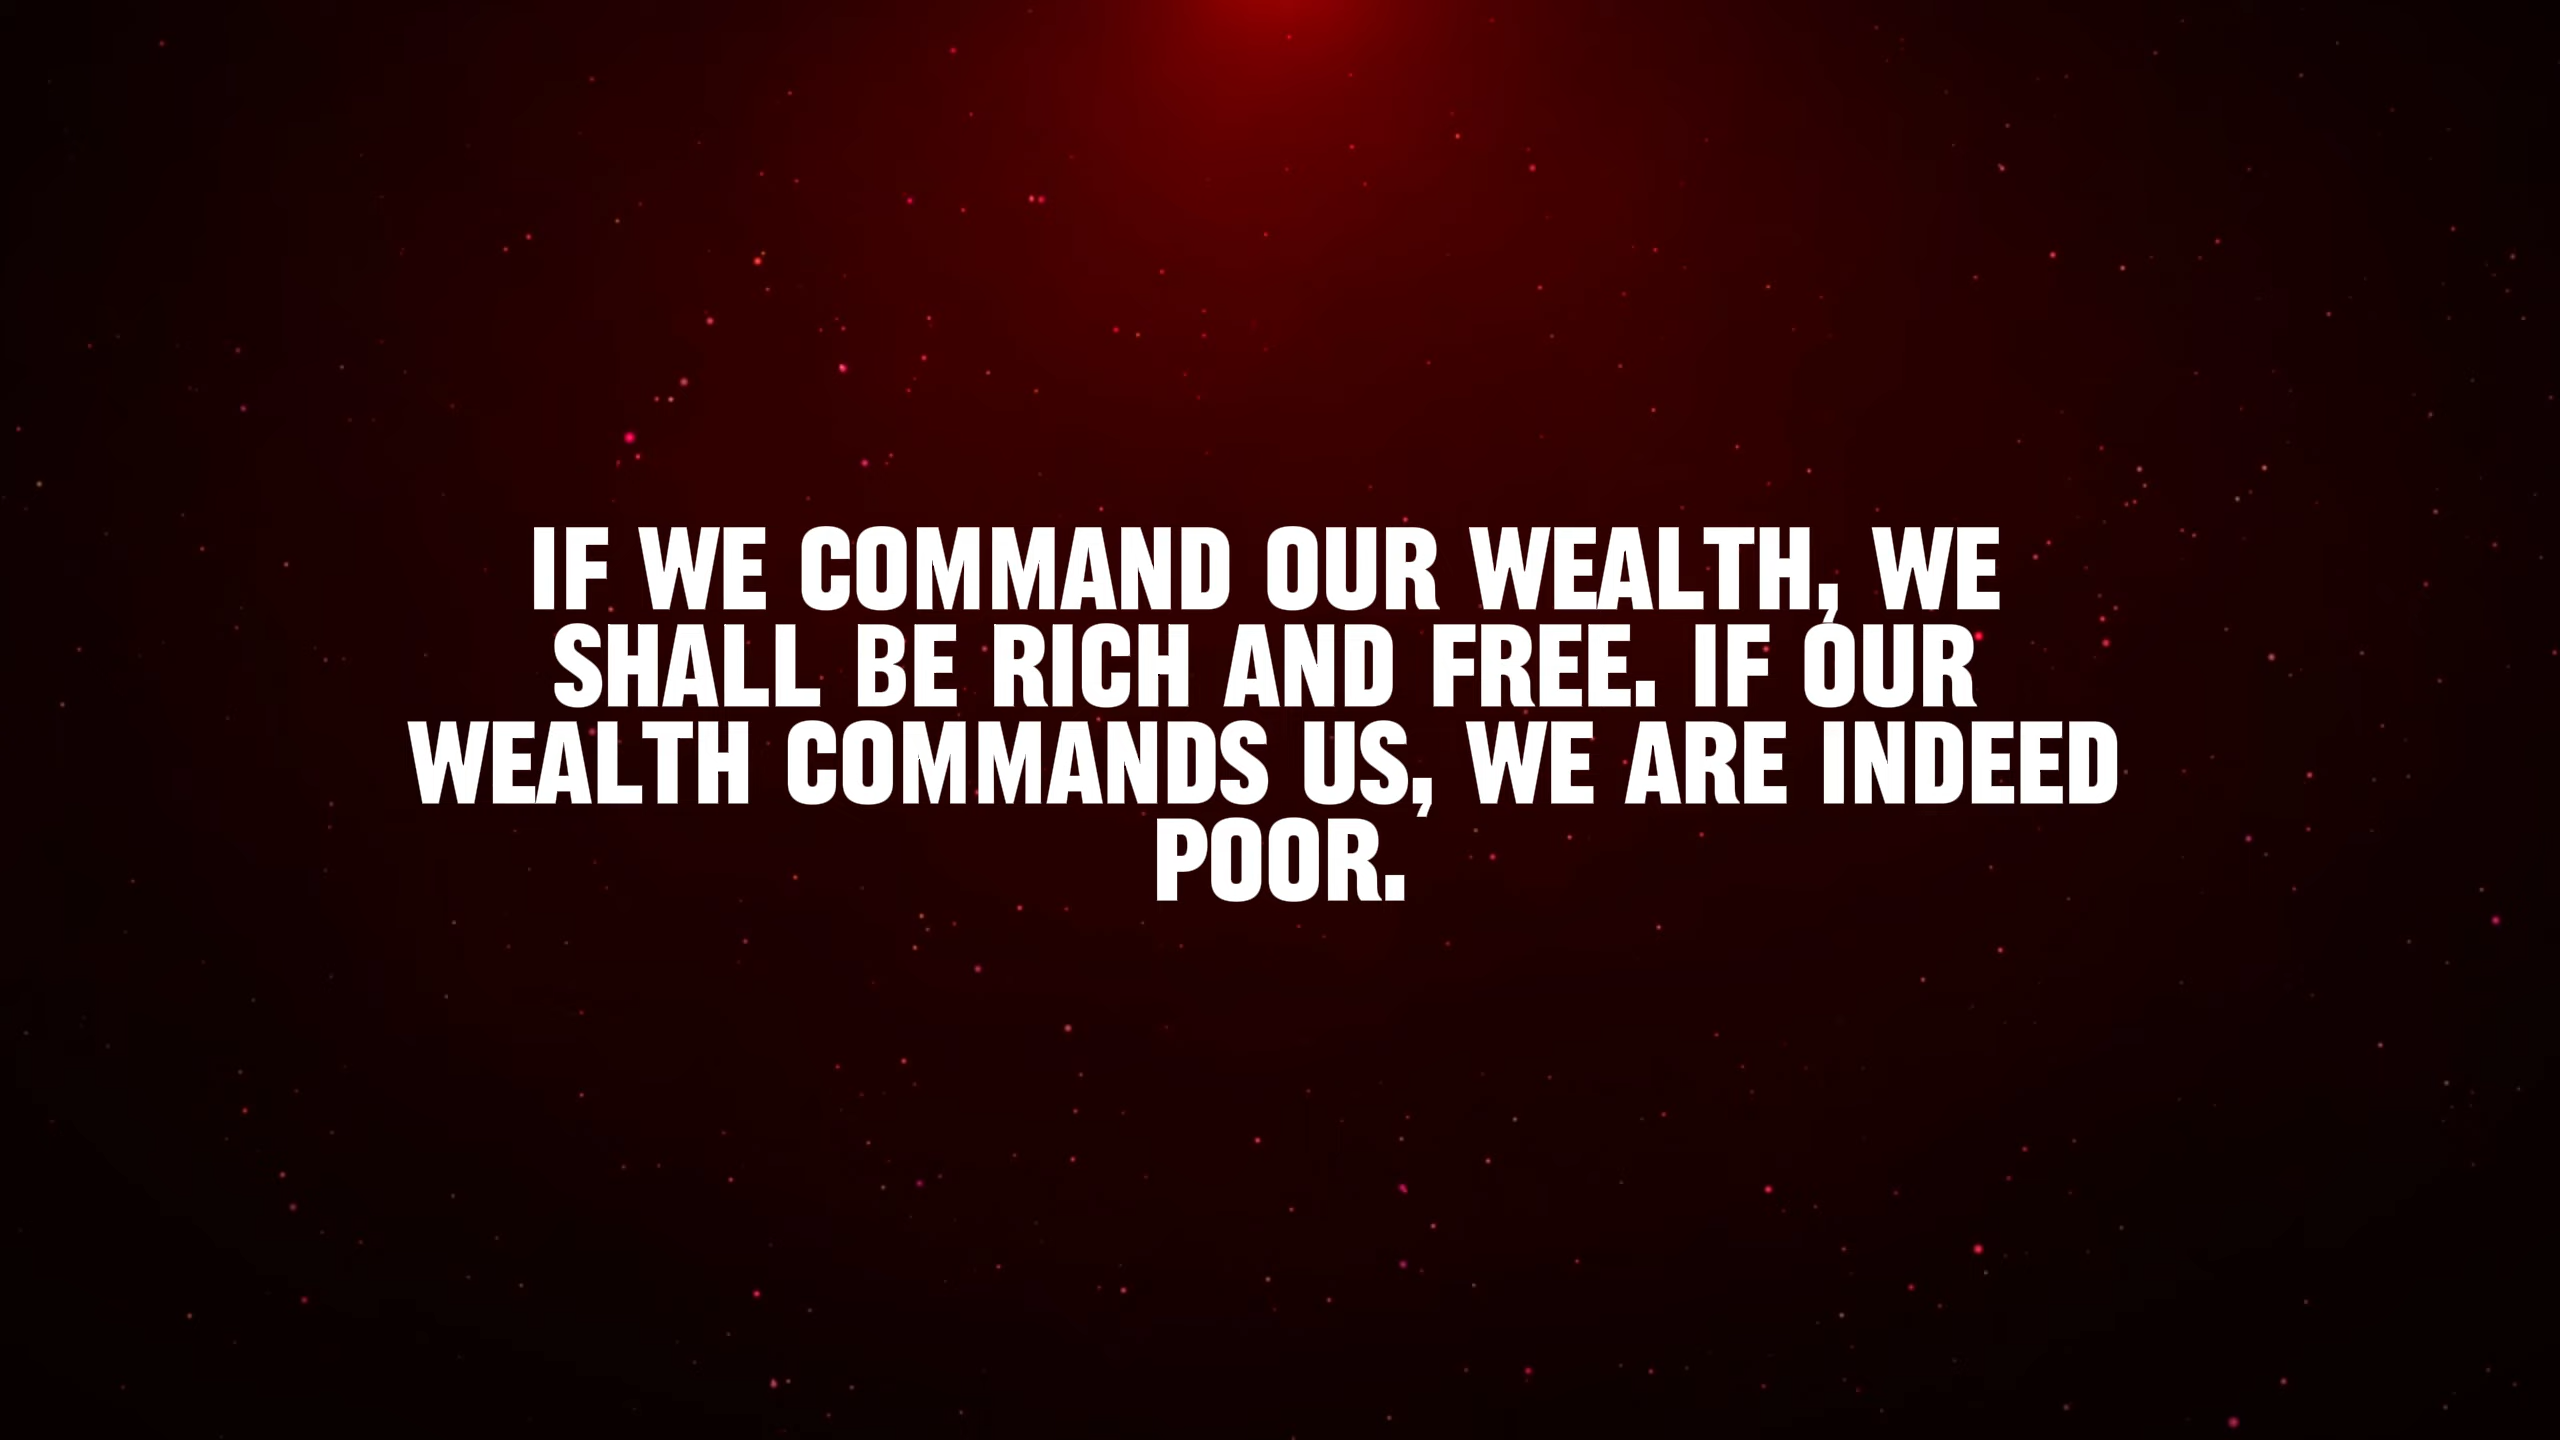 IF WE COMMAND OUR WEALTH, WE
SHALL BE RICH AND FREE. IF OUR
WEALTH COMMANDS US, WE ARE INDEED
POOR.